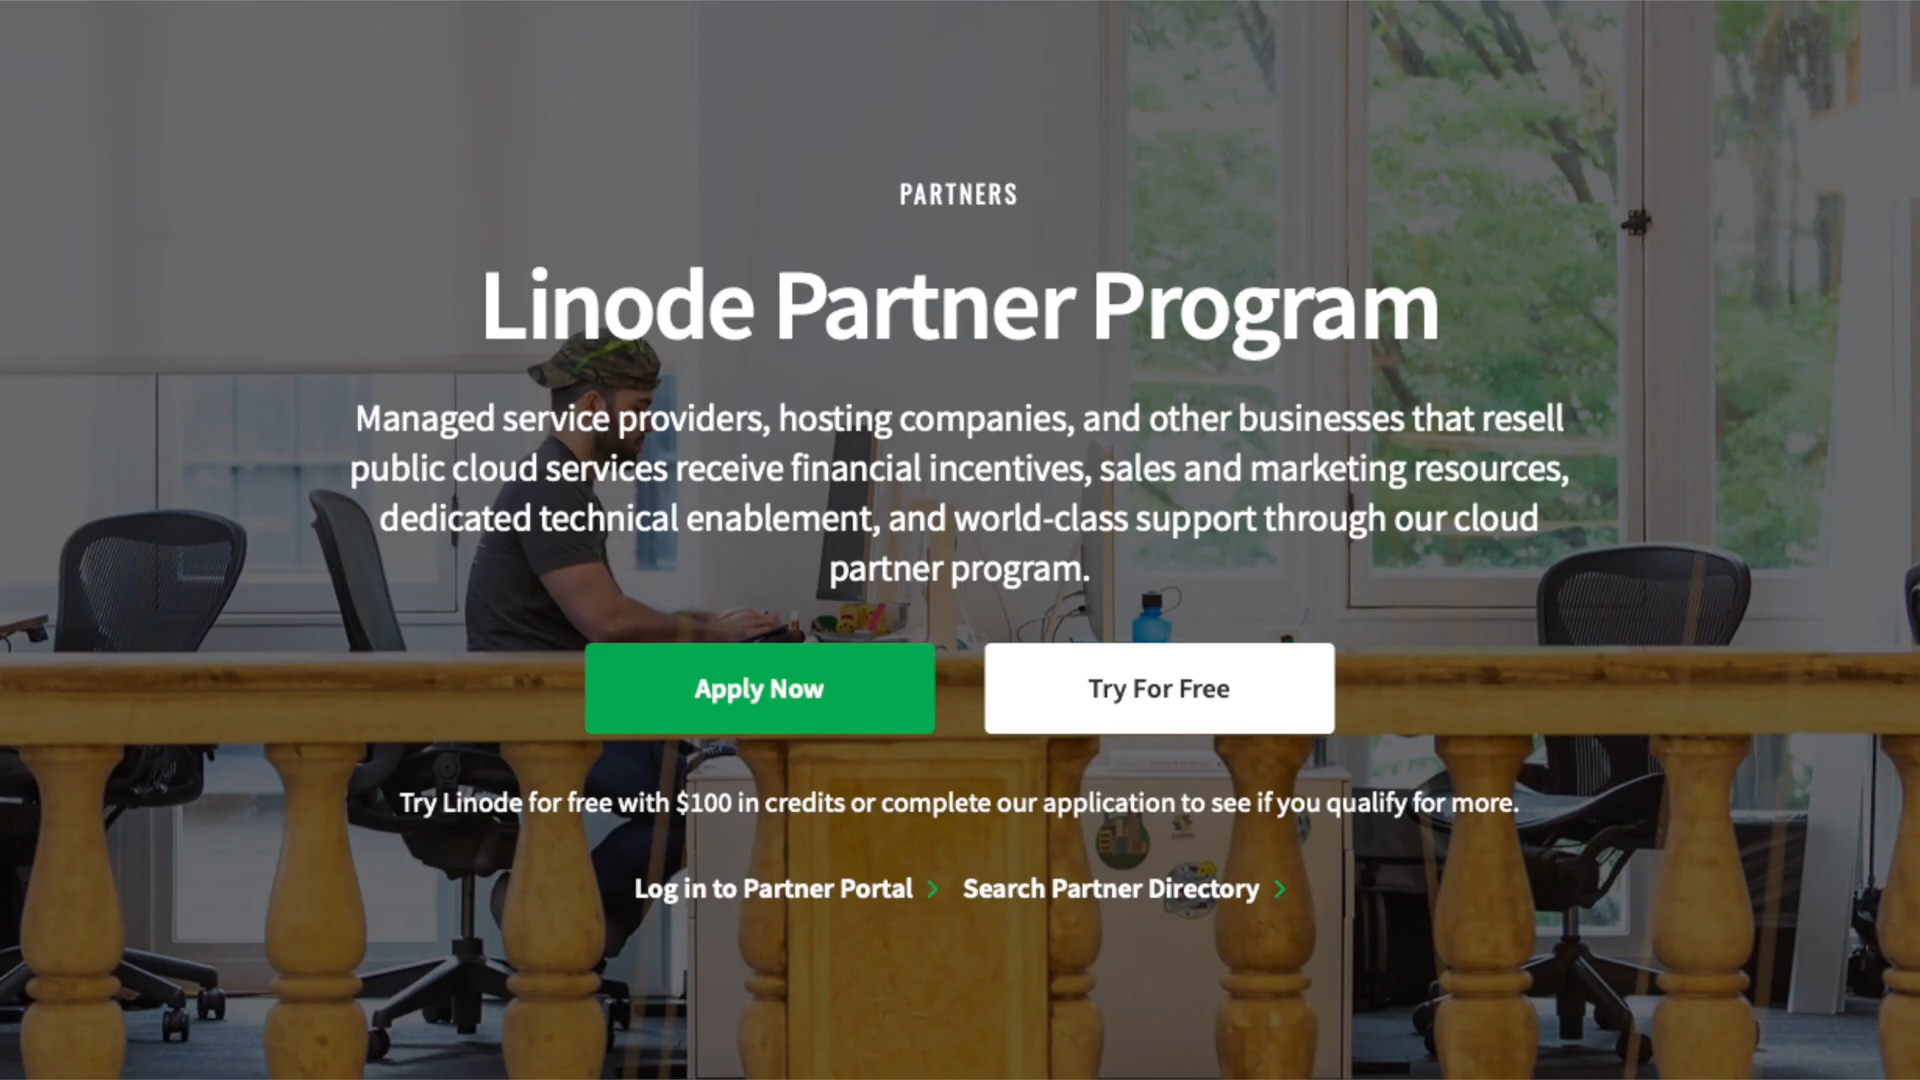 PARTNERS
Linode Partner Program
Managed service providers, hosting companies, and other businesses that resell
public cloud services receive financial incentives, sales and marketing resources,
dedicated technical enablement, and world-class support through our cloud
partner program.
Apply Now
Try For Free
Try Linode for free with $100 in credits or complete our application to see if you qualify for more.
Log in to Partner Portal
Search Partner Directory